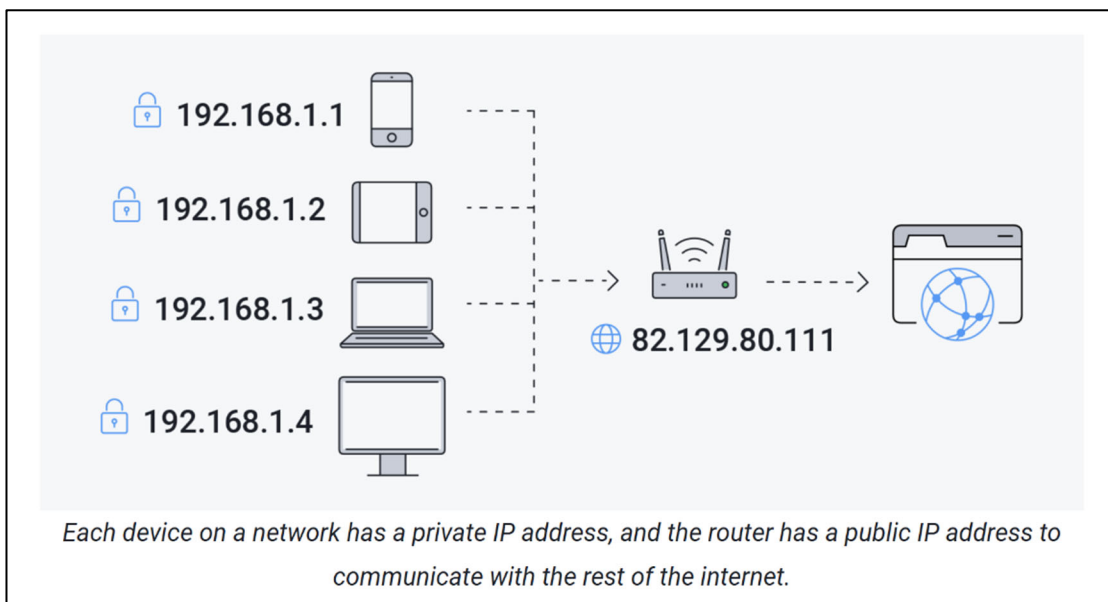 192.168.1.1
192.168.1.2
192.168.1.3
192.168.1.4
82.129.80.111
Each device on a network has a private IP address, and the router has a public IP address to
communicate with the rest of the internet.